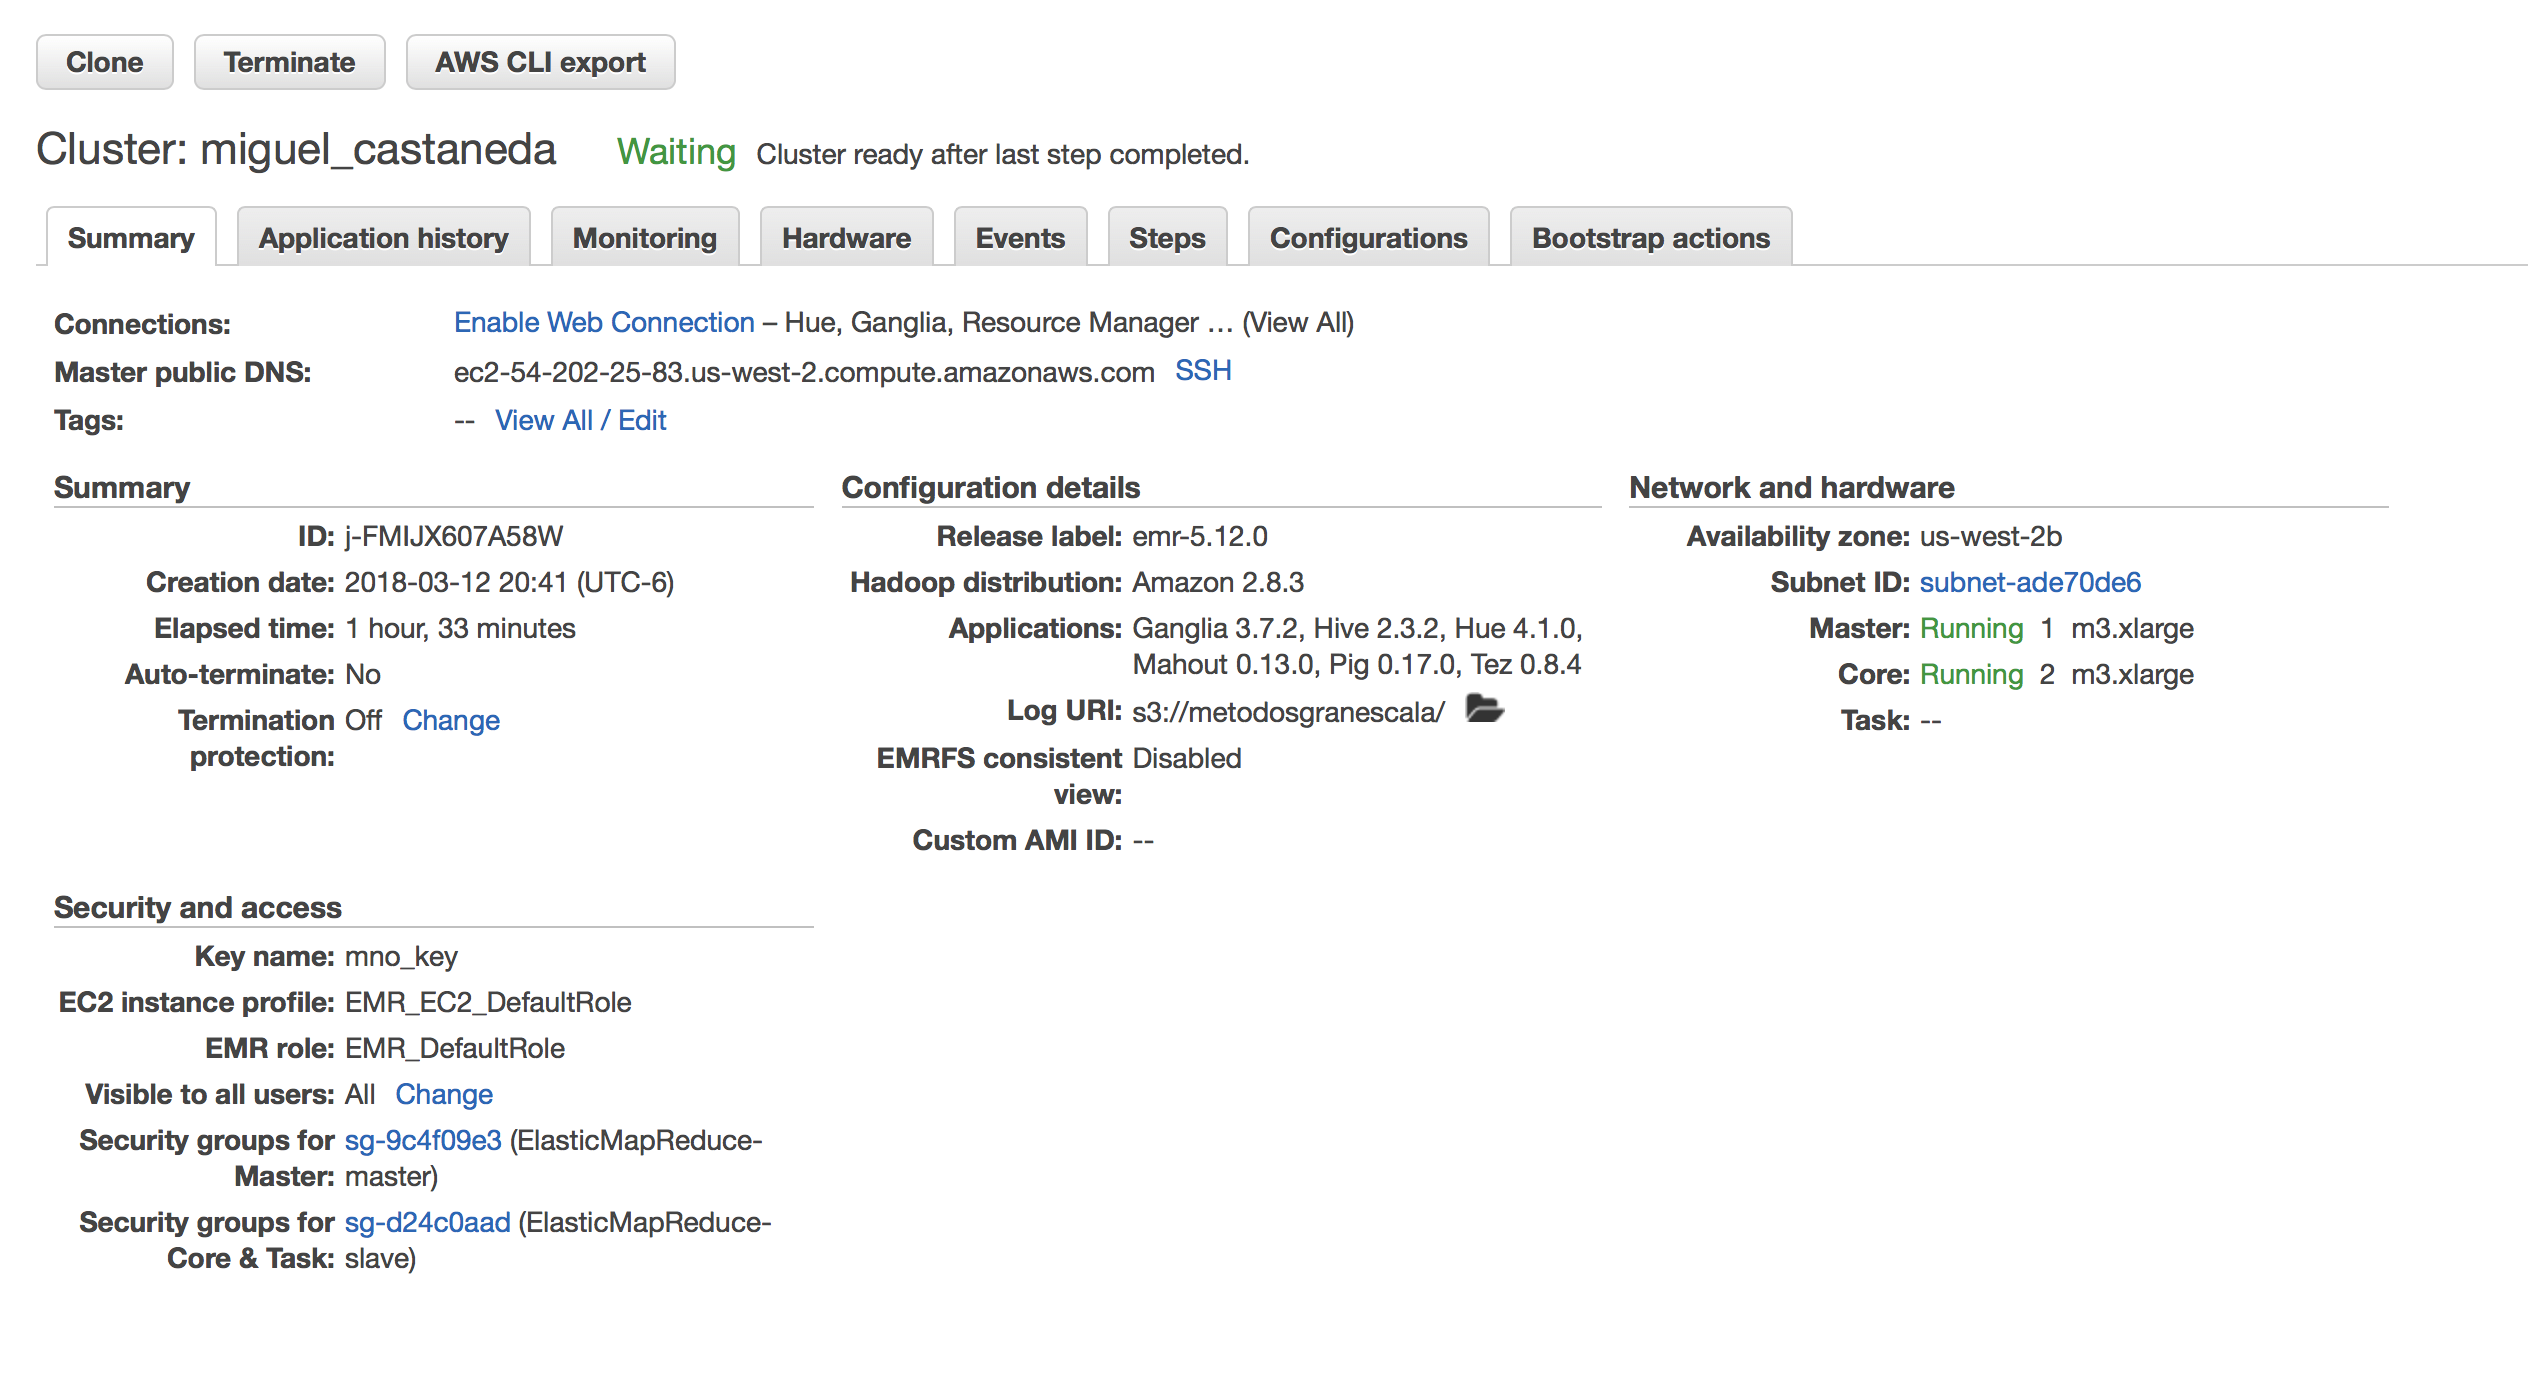 Clone Terminate AWS CLI export
Cluster: miguel_castaneda Waiting Cluster ready after last step completed.
Summary Application history Monitoring Hardware Events Steps Configurations Bootstrap actions
Connections: Enable Web Connection – Hue, Ganglia, Resource Manager … (View All)
Master public DNS: ec2-54-202-25-83.us-west-2.compute.amazonaws.com SSH
Tags: -- View All / Edit
Summary
ID: j-FMIJX607A58W
Creation date: 2018-03-12 20:41 (UTC-6)
Elapsed time: 1 hour, 33 minutes
Auto-terminate: No
Termination Off Change
protection:
Configuration details
Release label: emr-5.12.0
Hadoop distribution: Amazon 2.8.3
Applications: Ganglia 3.7.2, Hive 2.3.2, Hue 4.1.0,
Mahout 0.13.0, Pig 0.17.0, Tez 0.8.4
Log URI: s3://metodosgranescala/
EMRFS consistent Disabled
view:
Custom AMI ID: --
Network and hardware
Availability zone: us-west-2b
Subnet ID: subnet-ade70de6
Master: Running 1 m3.xlarge
Core: Running 2 m3.xlarge
Task: --
Security and access
Key name: mno_key
EC2 instance profile: EMR_EC2_DefaultRole
EMR role: EMR_DefaultRole
Visible to all users: All Change
Security groups for sg-9c4f09e3 (ElasticMapReduce-
Master: master)
Security groups for sg-d24c0aad (ElasticMapReduce-
Core & Task: slave)